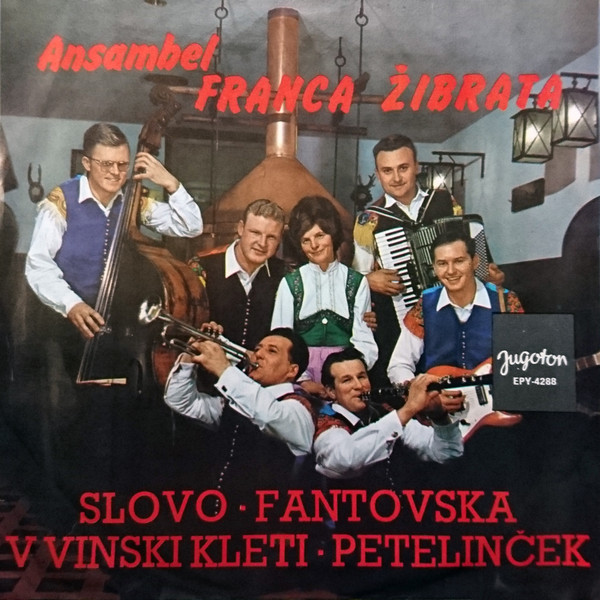 Ansambel
FRANCA ŽIBRATA
Jugoton
EPY-4288
SLOVO · FANTOVSKA
V VINSKI KLETI · PETELINČEK